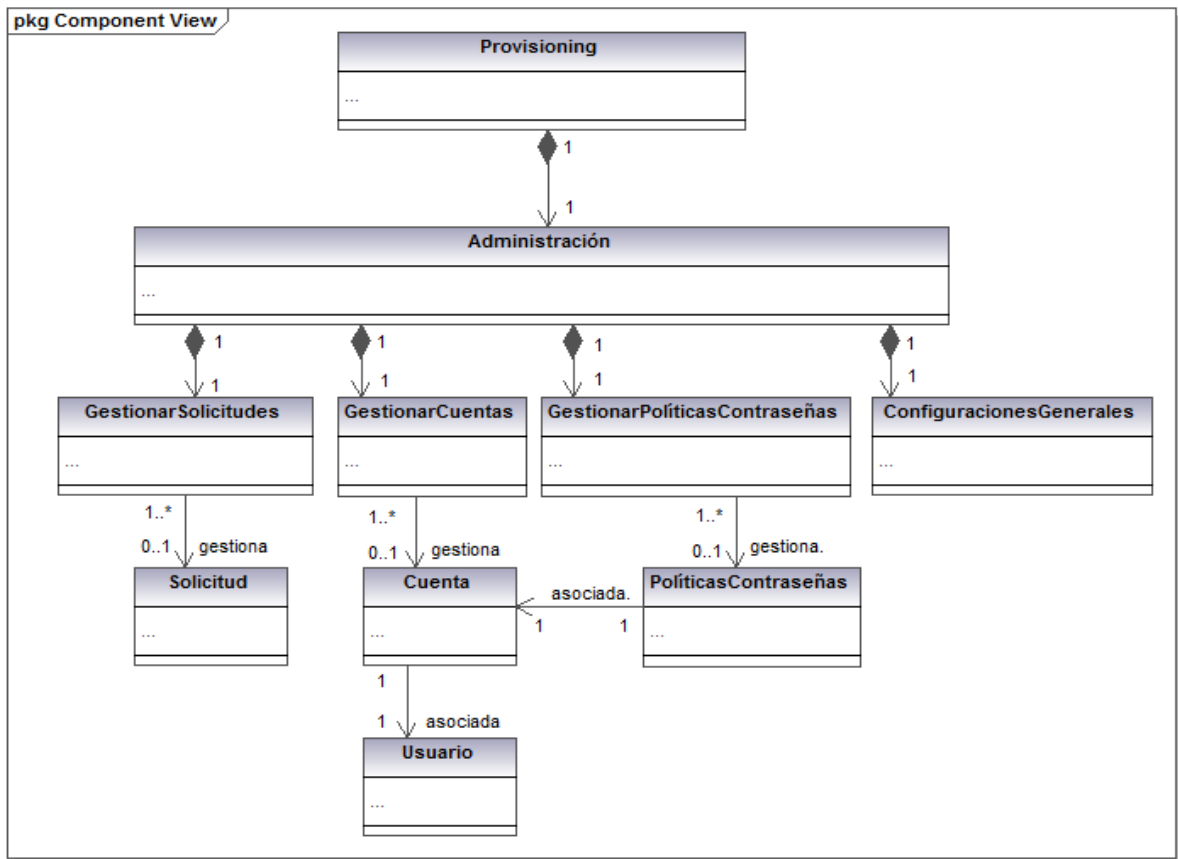 pkg Component View
Provisioning
...
1
1
Administración
...
1 1 1 1
1 1 1 1
GestionarSolicitudes GestionarCuentas GestionarPolíticasContraseñas ConfiguracionesGenerales
... ... ... ...
1..* 1..* 1..*
0..1 gestiona 0..1 gestiona 0..1 gestiona.
Solicitud Cuenta PolíticasContraseñas
asociada.
1 1
... ... ...
1
1 asociada
Usuario
...